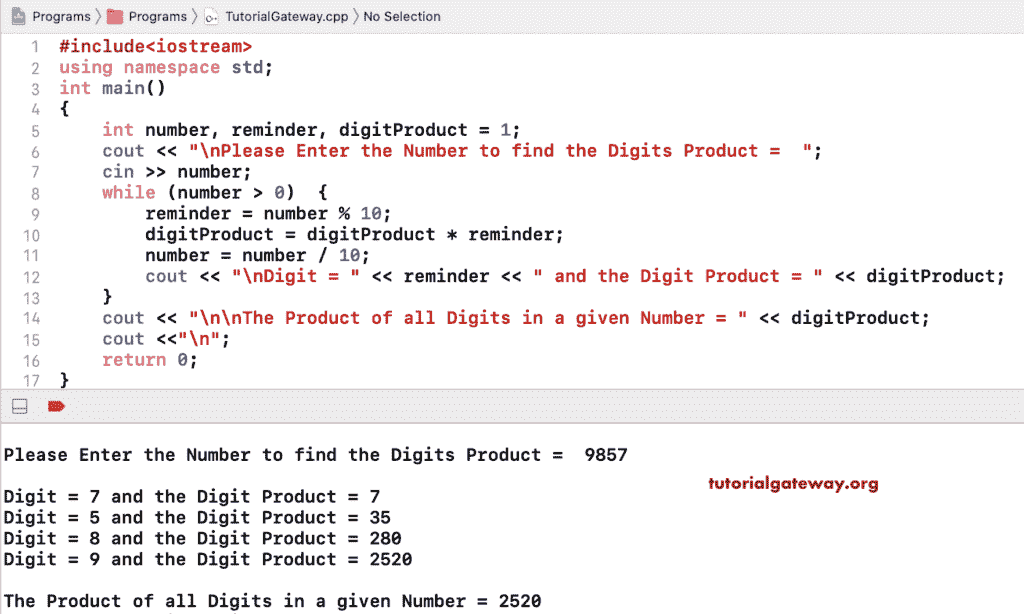 Programs 〉 Programs 〉 TutorialGateway.cpp 〉 No Selection
1 #include<iostream>
2 using namespace std;
3 int main()
4 {
5     int number, reminder, digitProduct = 1;
6     cout << "\nPlease Enter the Number to find the Digits Product =  ";
7     cin >> number;
8     while (number > 0)  {
9         reminder = number % 10;
10         digitProduct = digitProduct * reminder;
11         number = number / 10;
12         cout << "\nDigit = " << reminder << " and the Digit Product = " << digitProduct;
13     }
14     cout << "\n\nThe Product of all Digits in a given Number = " << digitProduct;
15     cout <<"\n";
16     return 0;
17 }
Please Enter the Number to find the Digits Product =  9857
tutorialgateway.org
Digit = 7 and the Digit Product = 7
Digit = 5 and the Digit Product = 35
Digit = 8 and the Digit Product = 280
Digit = 9 and the Digit Product = 2520
The Product of all Digits in a given Number = 2520